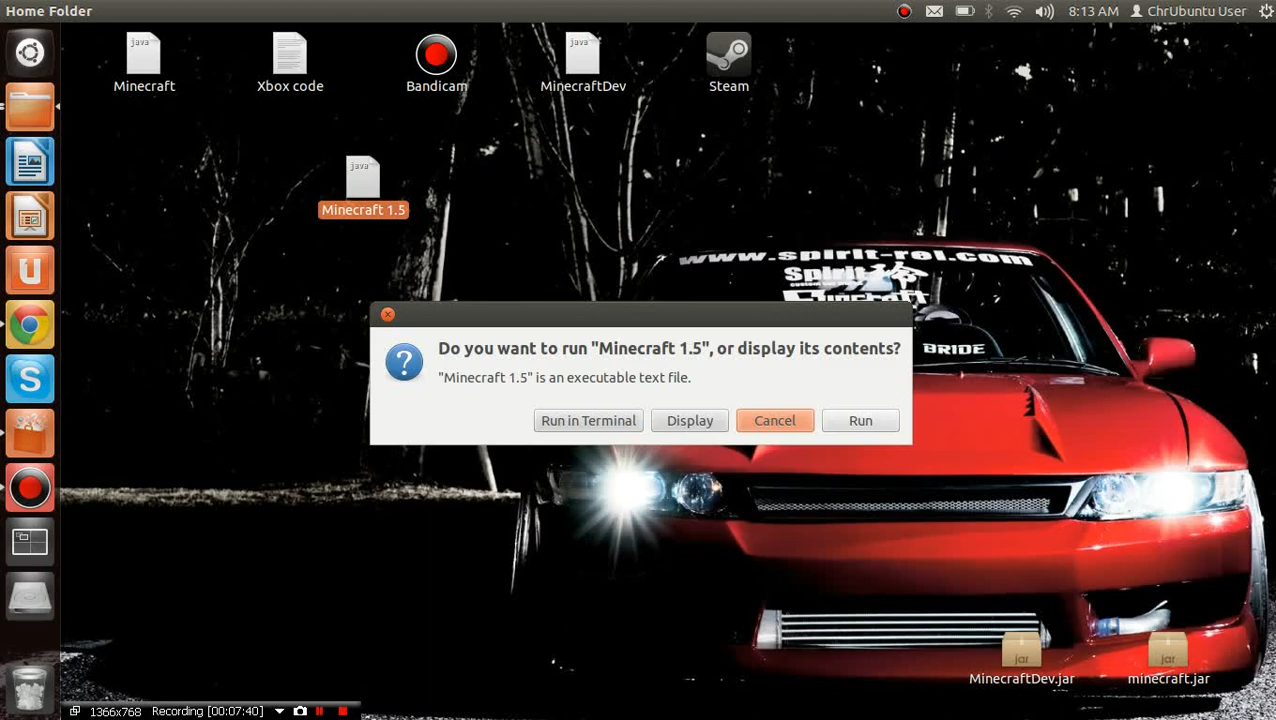 Home Folder
8:13 AM ChrUbuntu User
java java
Minecraft Xbox code Bandicam MinecraftDev Steam
java
Minecraft 1.5
www.spirit-rei.com
Spirit
BRIDE
Do you want to run "Minecraft 1.5", or display its contents?
"Minecraft 1.5" is an executable text file.
Run in Terminal Display Cancel Run
jar jar
MinecraftDev.jar minecraft.jar
1366x768 Recording [00:07:40]